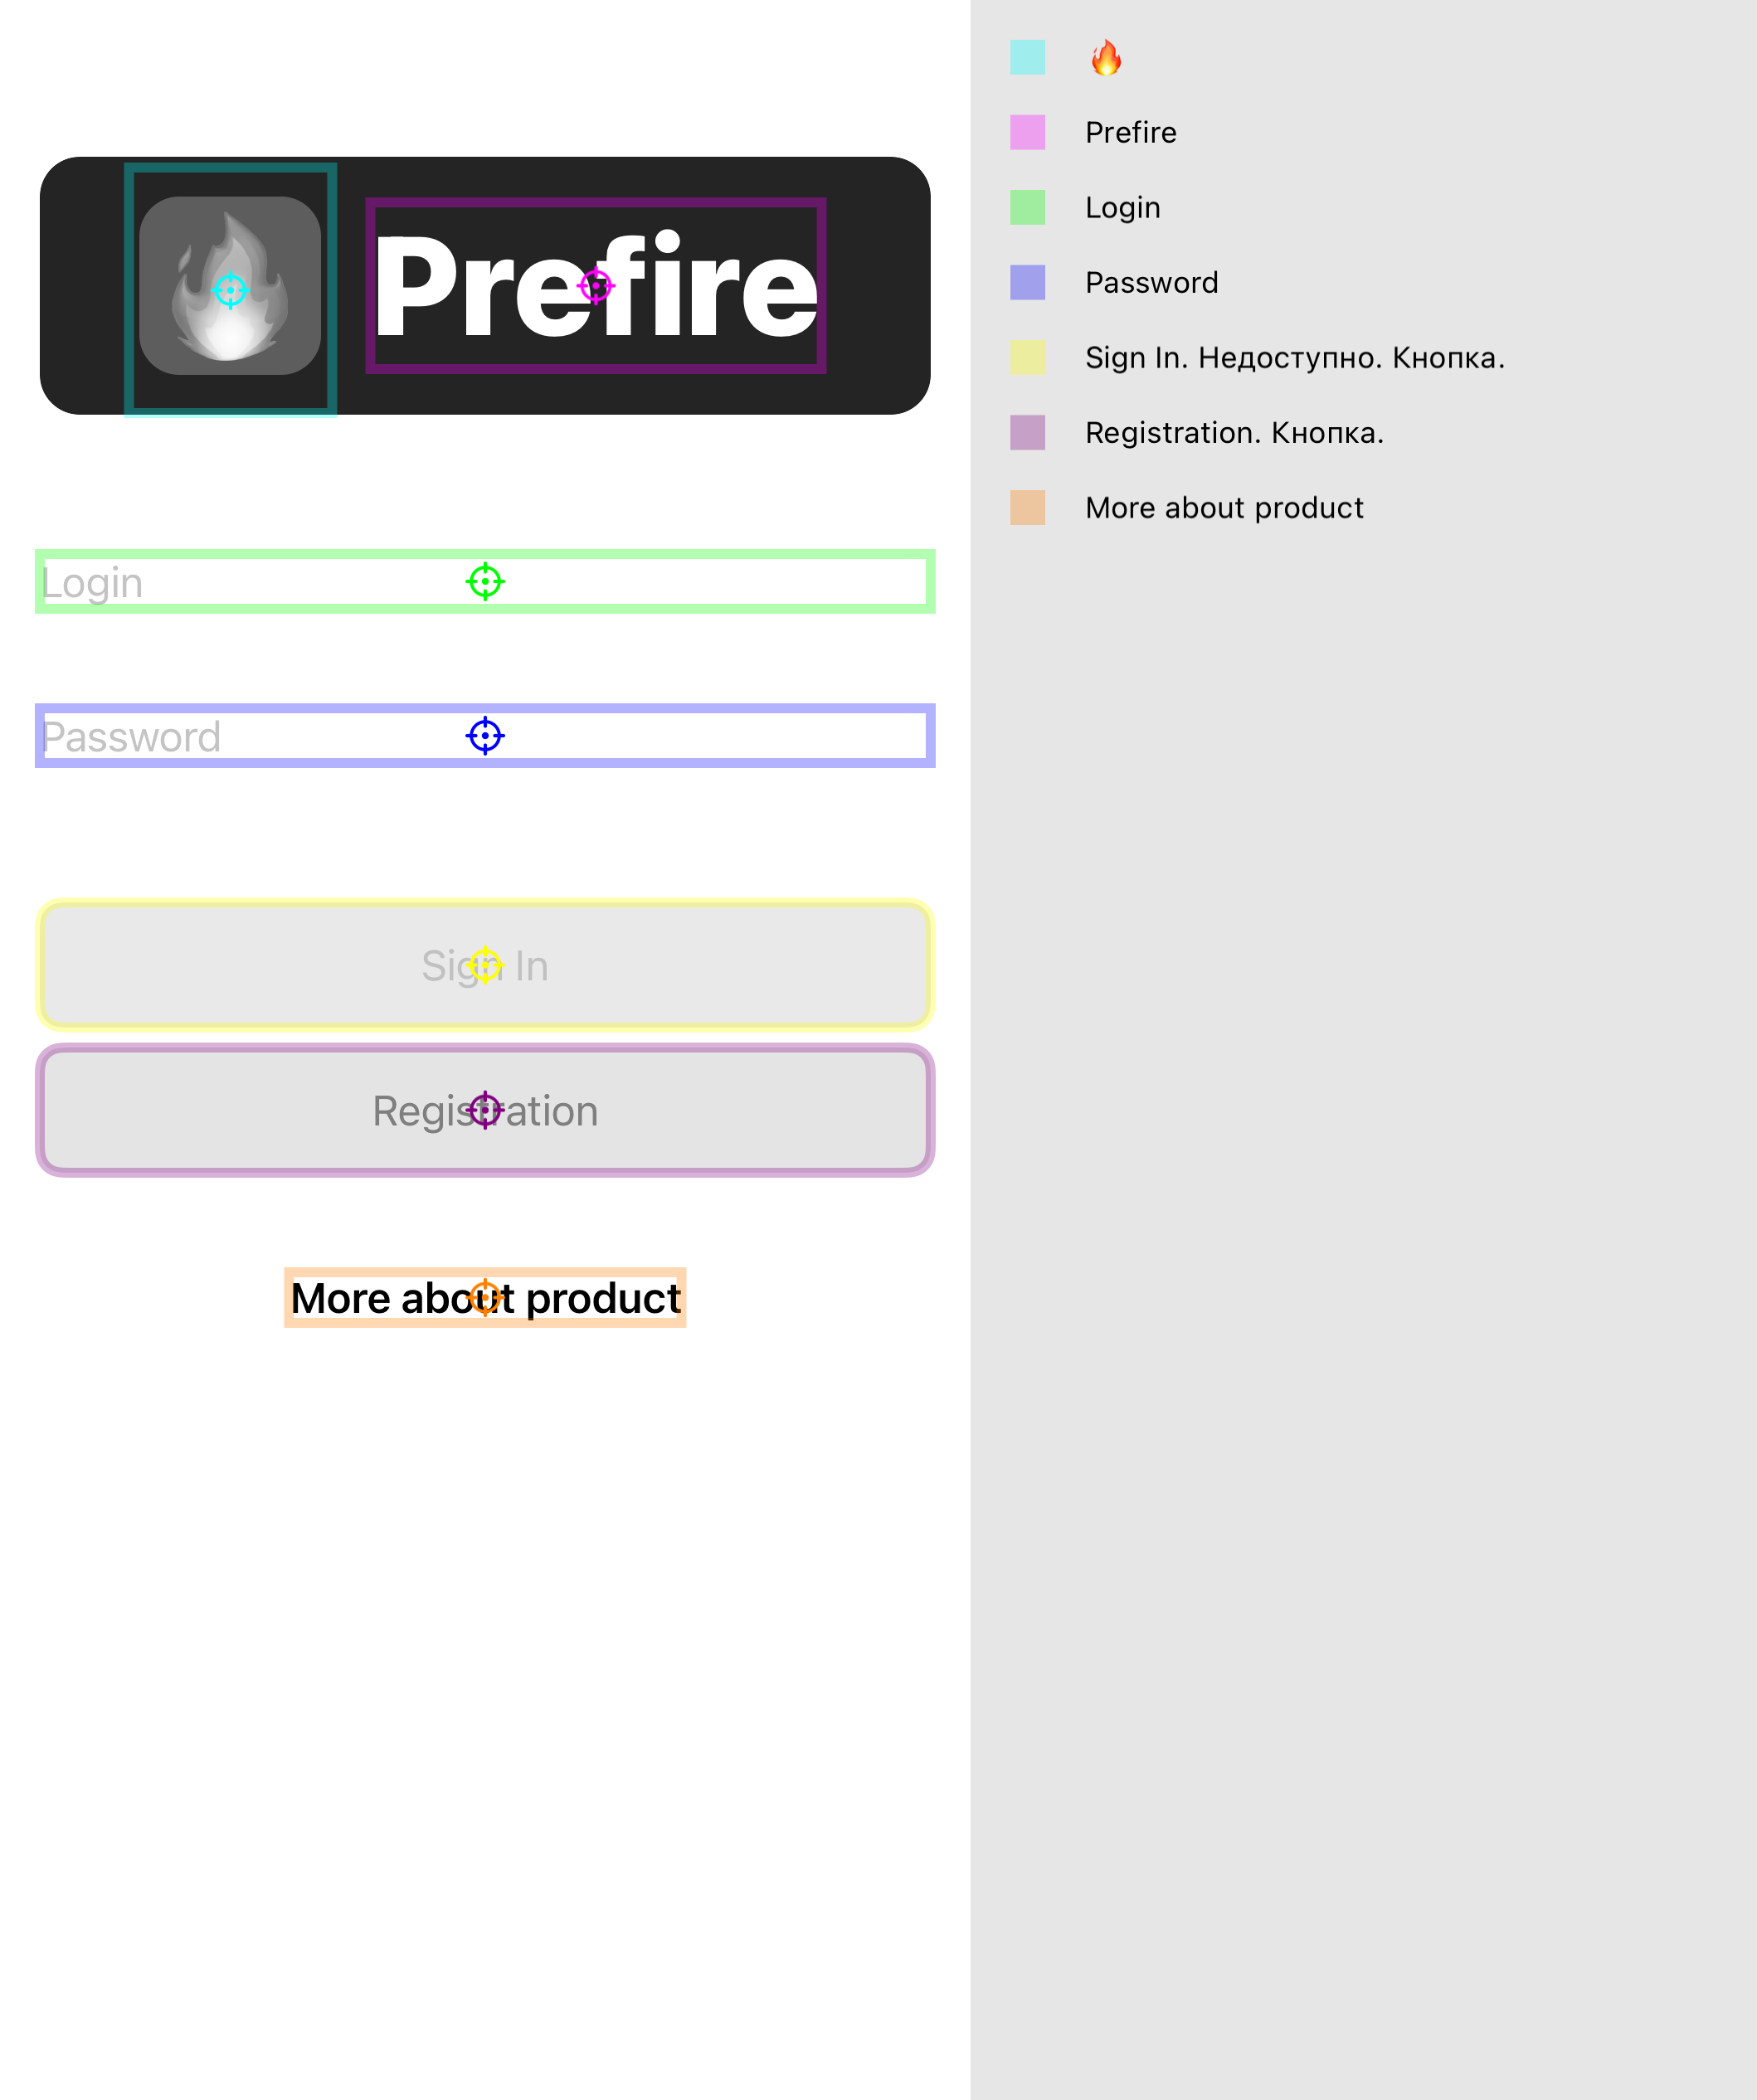 Prefire
Login
Password
Sign In
Registration
More about product
🔥
Prefire
Login
Password
Sign In. Недоступно. Кнопка.
Registration. Кнопка.
More about product